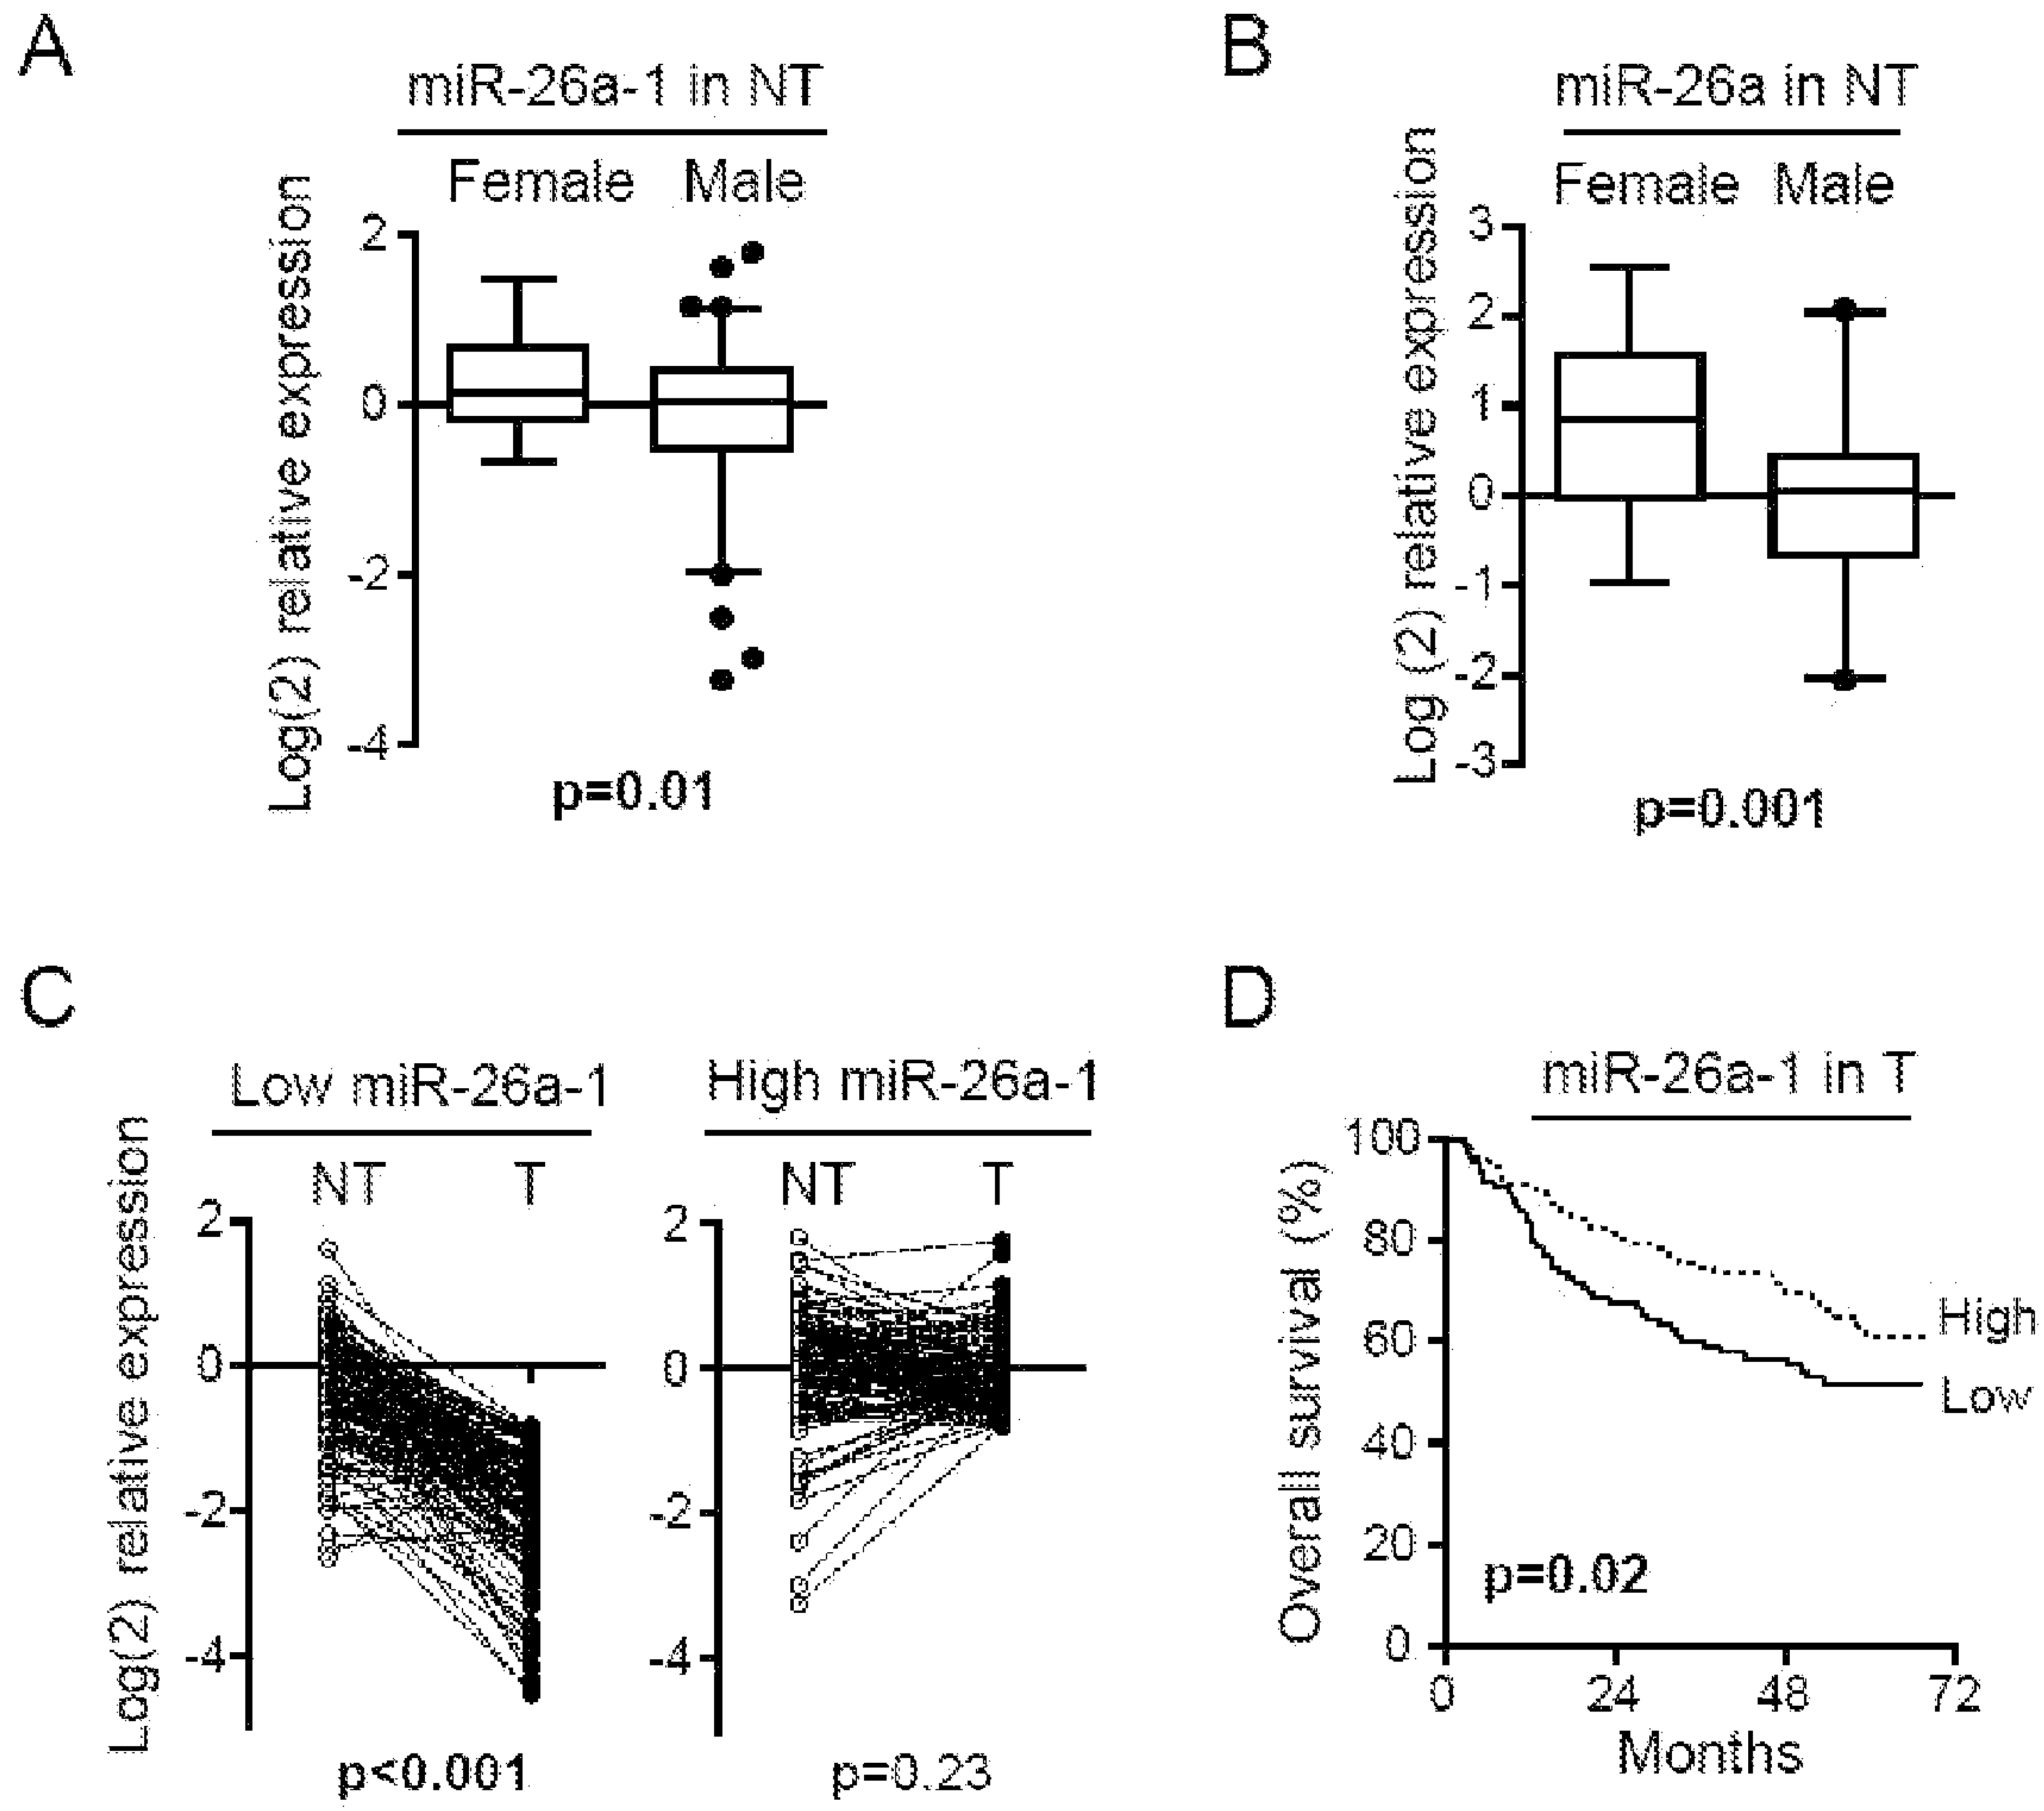 A
miR-26a-1 in NT
Female Male
Log(2) relative expression
2
0
-2
-4
p=0.01
B
miR-26a in NT
Female Male
Log (2) relative expression
3
2
1
0
-1
-2
-3
p=0.001
C
Low miR-26a-1
NT T
Log(2) relative expression
2
0
-2
-4
p<0.001
High miR-26a-1
NT T
2
0
-2
-4
p=0.23
D
miR-26a-1 in T
Overall survival (%)
100
80
60
40
20
0
High
Low
p=0.02
0 24 48 72
Months